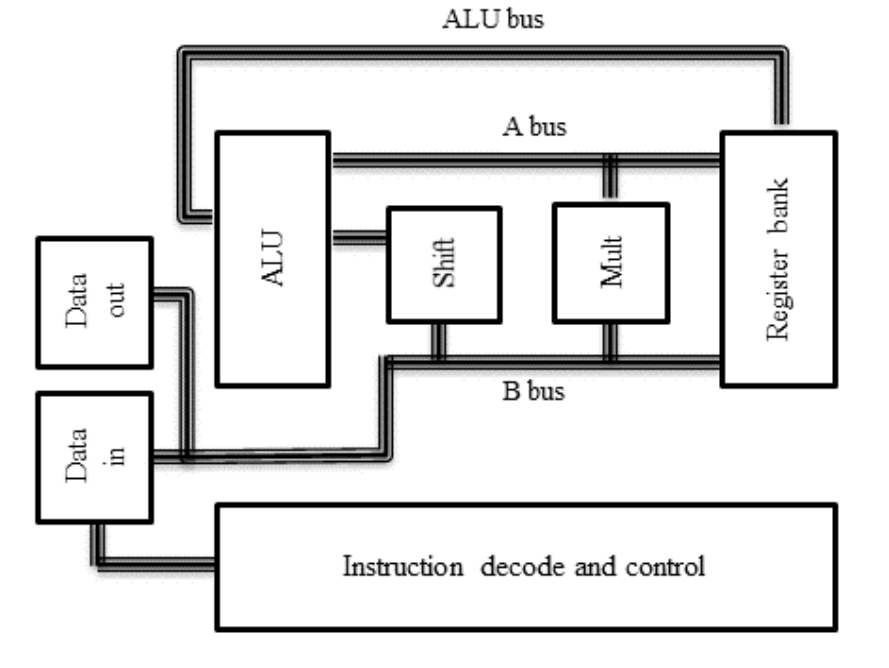 ALU bus
A bus
ALU
Shift
Mult
Register bank
Data
out
B bus
Data
in
Instruction decode and control